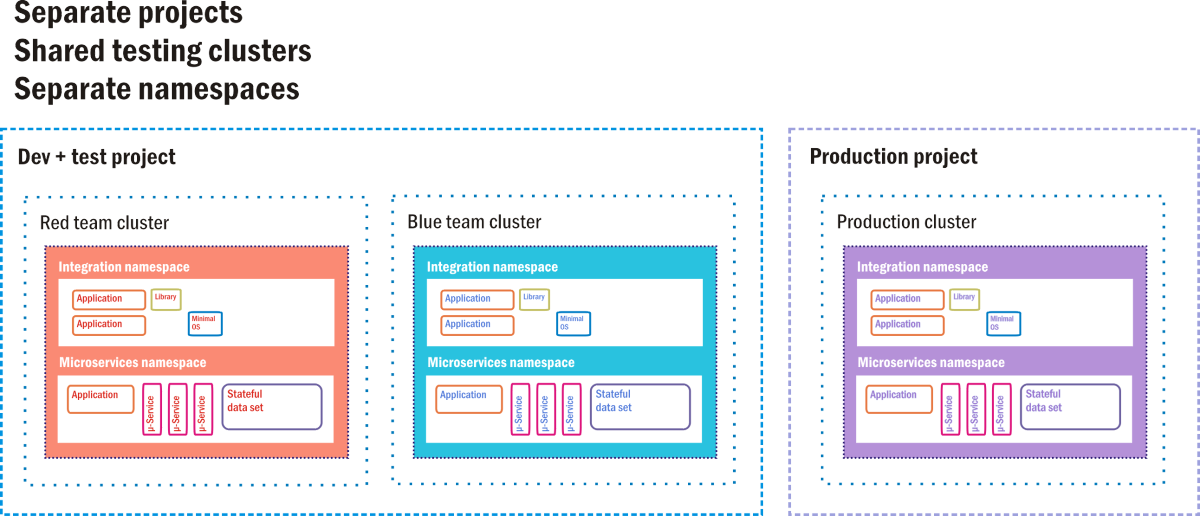 Separate projects
Shared testing clusters
Separate namespaces
Dev + test project
Red team cluster
Integration namespace
Application
Library
Application
Minimal
OS
Microservices namespace
Application
μ-Service
μ-Service
μ-Service
Stateful
data set
Blue team cluster
Integration namespace
Application
Library
Application
Minimal
OS
Microservices namespace
Application
μ-Service
μ-Service
μ-Service
Stateful
data set
Production project
Production cluster
Integration namespace
Application
Library
Application
Minimal
OS
Microservices namespace
Application
μ-Service
μ-Service
μ-Service
Stateful
data set